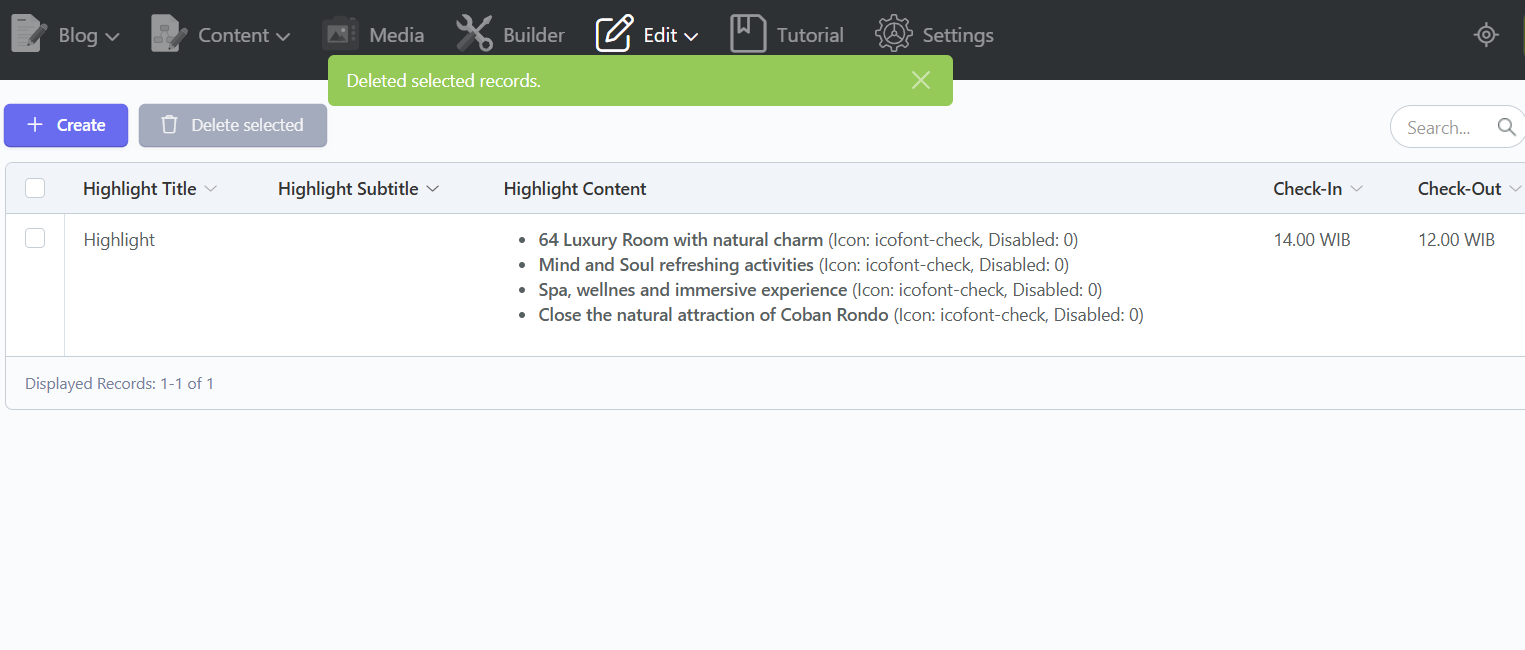 Blog Content Media Builder Edit Tutorial Settings
Deleted selected records.
Create Delete selected Search...
Highlight Title Highlight Subtitle Highlight Content Check-In Check-Out
Highlight 64 Luxury Room with natural charm (Icon: icofont-check, Disabled: 0) 14.00 WIB 12.00 WIB
Mind and Soul refreshing activities (Icon: icofont-check, Disabled: 0)
Spa, wellnes and immersive experience (Icon: icofont-check, Disabled: 0)
Close the natural attraction of Coban Rondo (Icon: icofont-check, Disabled: 0)
Displayed Records: 1-1 of 1